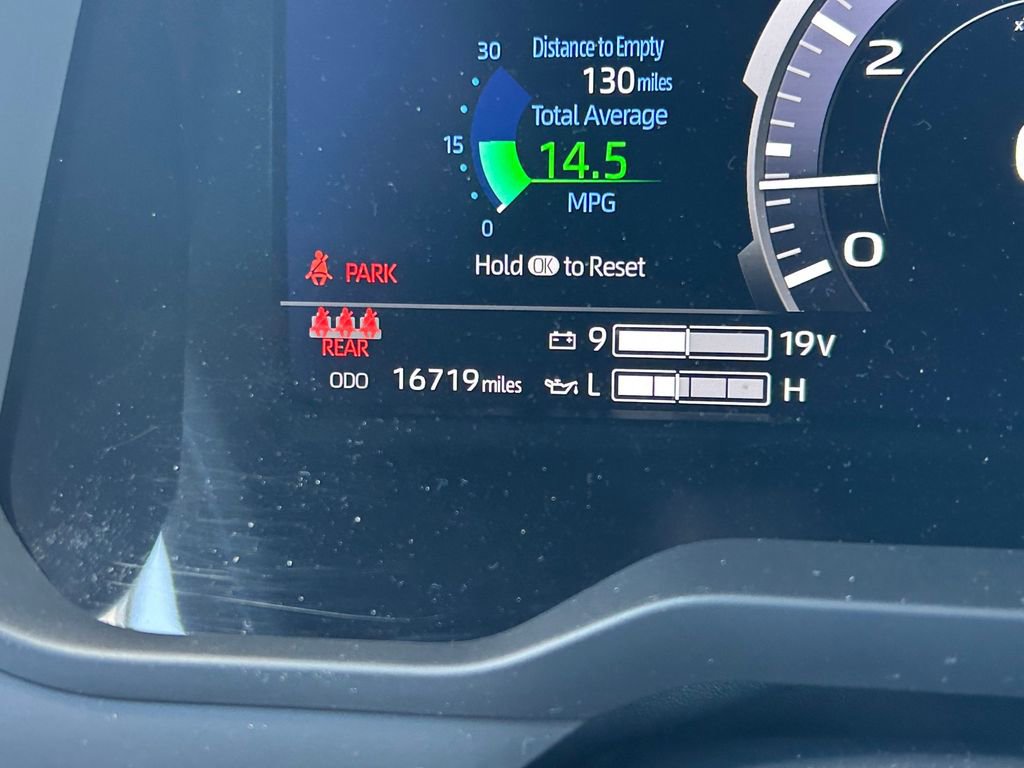 30
Distance to Empty
130 miles
Total Average
15
14.5
MPG
0
Hold OK to Reset
PARK
REAR
ODO 16719 miles
9 19V
L H
2
0
x